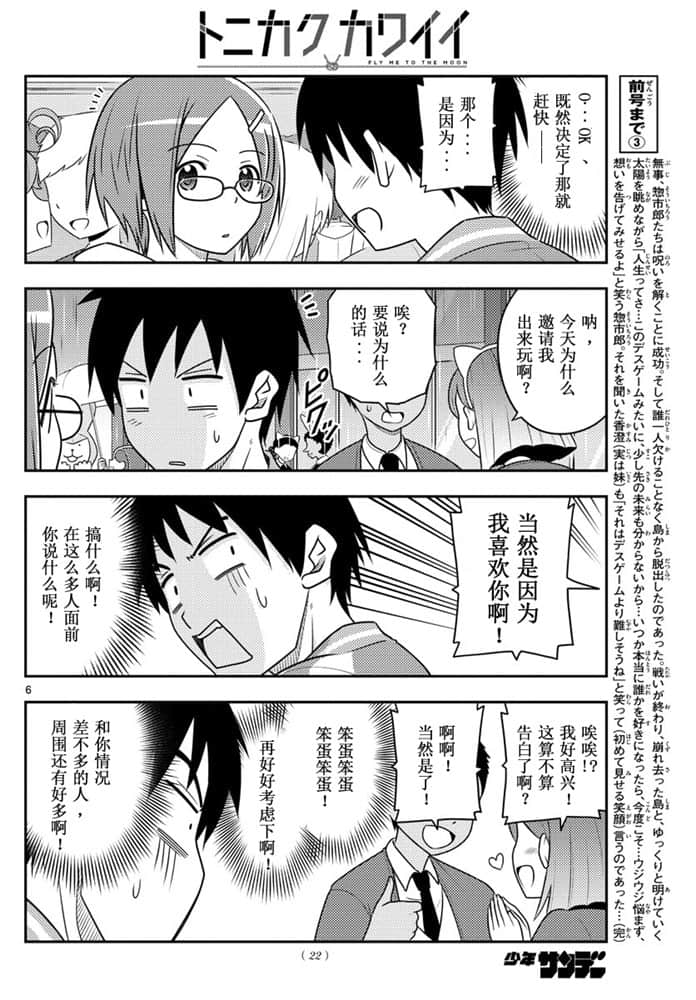 トニカクカワイイ
FLY ME TO THE MOON
前号まで③
無事、惣市郎たちは呪いを解くことに成功。そして誰一人欠けることなく島から脱出したのであった。戦いが終わり、崩れ去った島と、ゆっくりと明けていく
太陽を眺めながら「人生ってさ…このデスゲームみたいに、少し先の未来も分からないから…いつか本当に誰かを好きになったら、今度こそ…ウジウジ悩まず、
想いを告げてみせるよ」と笑う惣市郎。それを聞いた香澄(実は妹)も「それはデスゲームより難しそうね」と笑って(初めて見せる笑顔)言うのであった…(完)
O···OK、
既然决定了那就
赶快——
那个···
是因为···
呐，
今天为什么
邀请我
出来玩啊？
唉？
要说为什么
的话···
ピクッ
当然是因为
我喜欢你啊！
搞什么啊！
在这么多人面前
你说什么呢！
6
唉唉!?
我好高兴！
这算不算
告白了啊？
啊啊！
当然是了！
笨蛋笨蛋
笨蛋笨蛋！
再好好考虑下啊！
和你情况
差不多的人，
周围还有好多啊！
(22)
少年サンデー